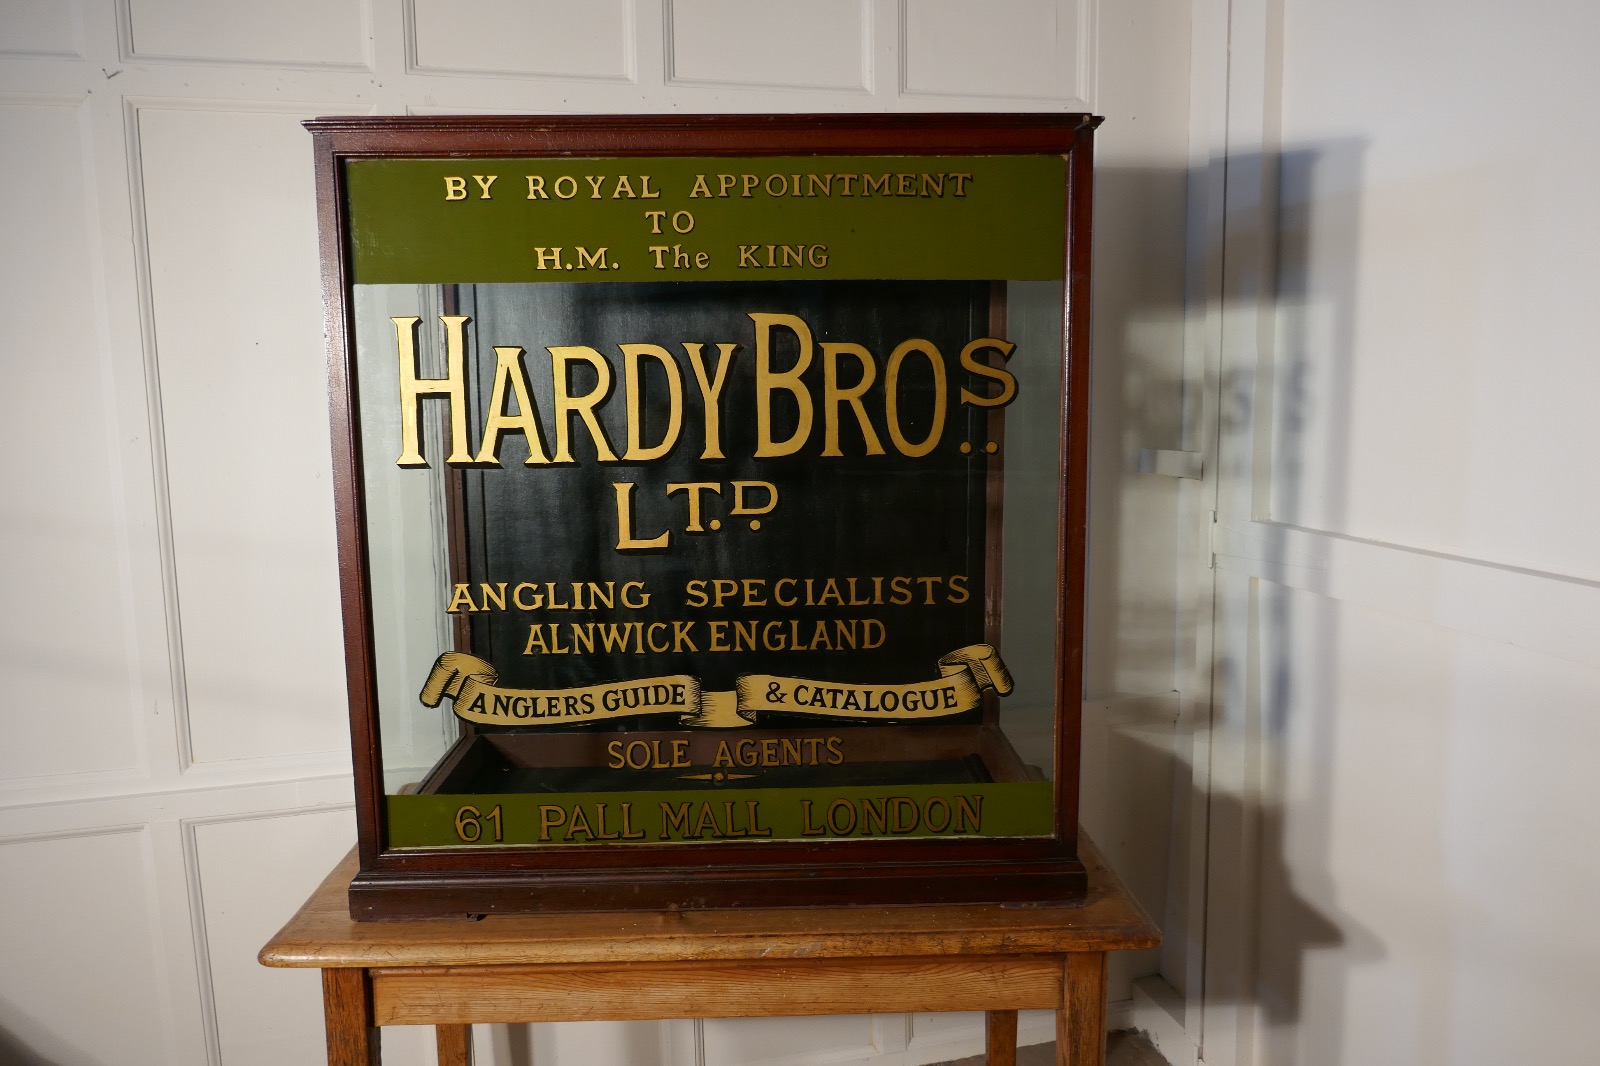 BY ROYAL APPOINTMENT
TO
H.M. The KING
HARDY BROS..
LT.D.
ANGLING SPECIALISTS
ALNWICK ENGLAND
ANGLERS GUIDE & CATALOGUE
SOLE AGENTS
61 PALL MALL LONDON